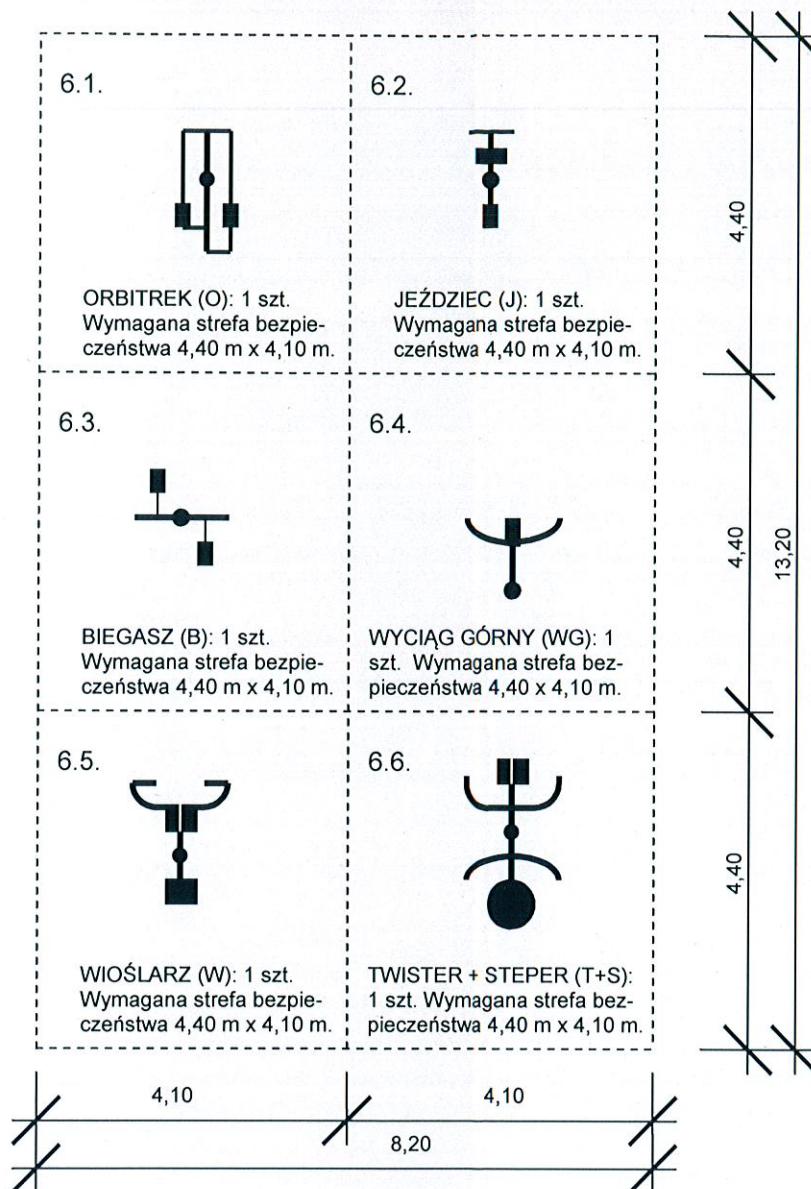 6.1.
ORBITREK (O): 1 szt.
Wymagana strefa bezpie-
czeństwa 4,40 m x 4,10 m.
6.2.
JEŹDZIEC (J): 1 szt.
Wymagana strefa bezpie-
czeństwa 4,40 m x 4,10 m.
4,40
6.3.
BIEGASZ (B): 1 szt.
Wymagana strefa bezpie-
czeństwa 4,40 m x 4,10 m.
6.4.
WYCIĄG GÓRNY (WG): 1
szt. Wymagana strefa bez-
pieczeństwa 4,40 x 4,10 m.
4,40
13,20
6.5.
WIOŚLARZ (W): 1 szt.
Wymagana strefa bezpie-
czeństwa 4,40 m x 4,10 m.
6.6.
TWISTER + STEPER (T+S):
1 szt. Wymagana strefa bez-
pieczeństwa 4,40 m x 4,10 m.
4,40
4,10
4,10
8,20